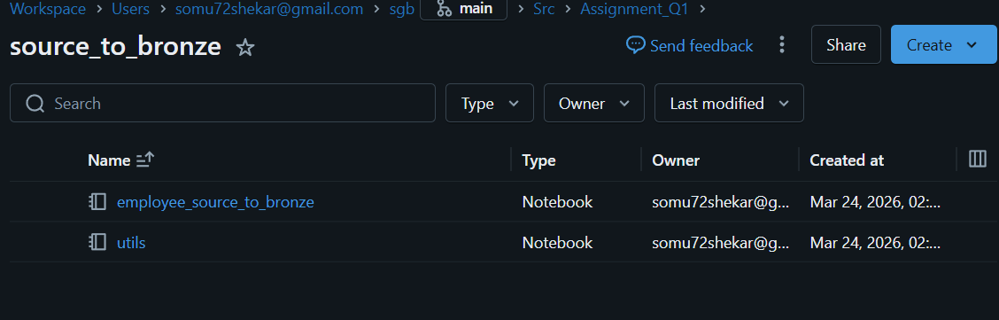 Workspace > Users > somu72shekar@gmail.com > sgb main > Src > Assignment_Q1 >
source_to_bronze Send feedback Share Create
Search Type Owner Last modified
Name Type Owner Created at
employee_source_to_bronze Notebook somu72shekar@g... Mar 24, 2026, 02:...
utils Notebook somu72shekar@g... Mar 24, 2026, 02:...